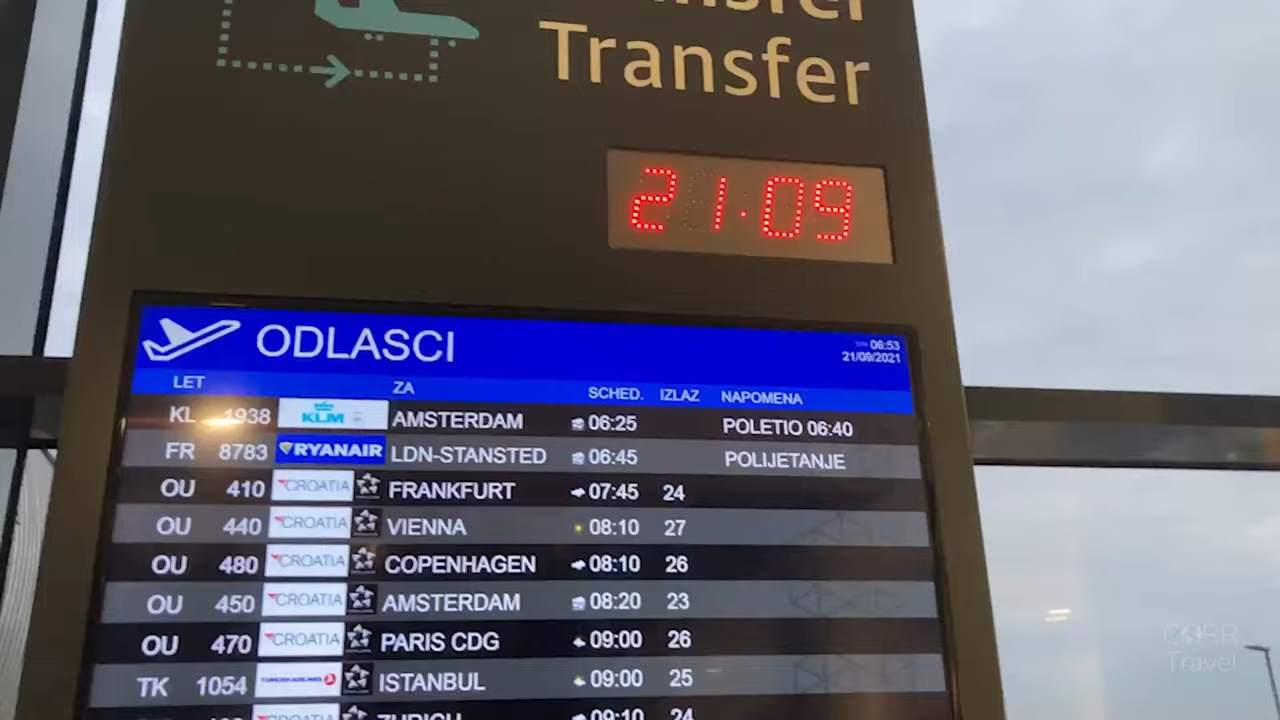 Transfer
21:09
ODLASCI
06:53
21/09/2021
LET ZA SCHED. IZLAZ NAPOMENA
KL 1938 KLM AMSTERDAM 06:25 POLETIO 06:40
FR 8783 RYANAIR LDN-STANSTED 06:45 POLIJETANJE
OU 410 CROATIA FRANKFURT 07:45 24
OU 440 CROATIA VIENNA 08:10 27
OU 480 CROATIA COPENHAGEN 08:10 26
OU 450 CROATIA AMSTERDAM 08:20 23
OU 470 CROATIA PARIS CDG 09:00 26
TK 1054 TURKISH AIRLINES ISTANBUL 09:00 25
CROATIA ZURICH 09:10 24
CORR
Travel